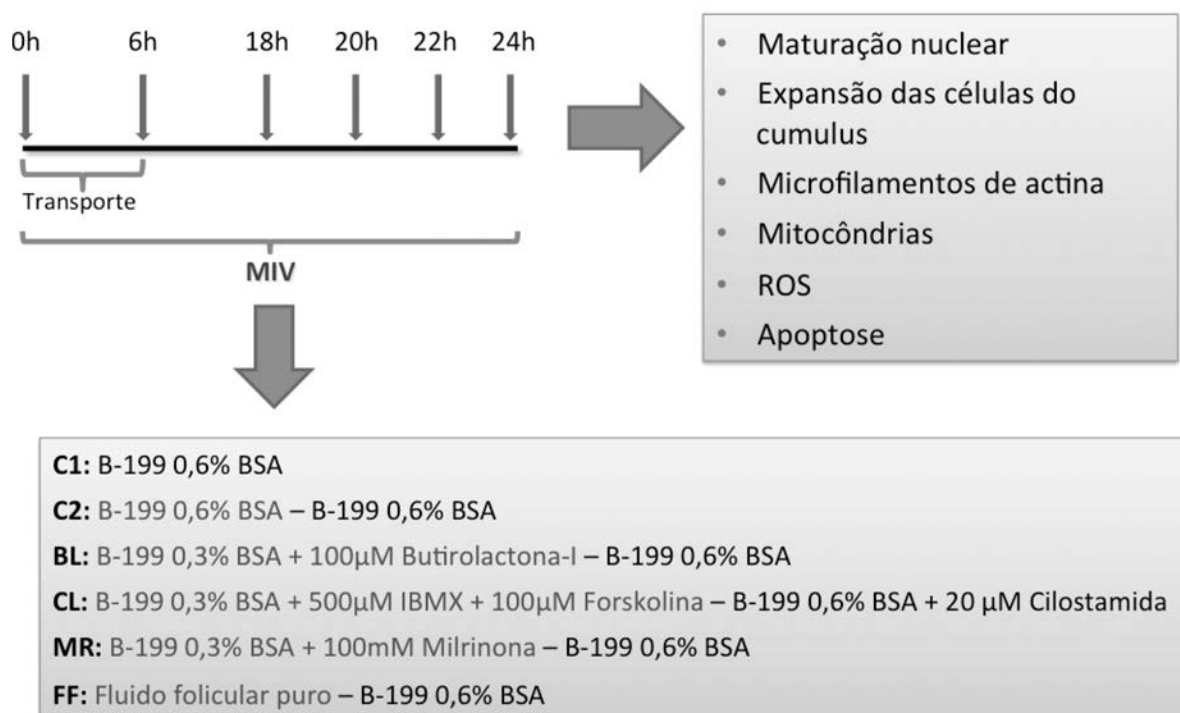 0h 6h 18h 20h 22h 24h
Transporte
MIV
• Maturação nuclear
• Expansão das células do
cumulus
• Microfilamentos de actina
• Mitocôndrias
• ROS
• Apoptose
C1: B-199 0,6% BSA
C2: B-199 0,6% BSA – B-199 0,6% BSA
BL: B-199 0,3% BSA + 100µM Butirolactona-I – B-199 0,6% BSA
CL: B-199 0,3% BSA + 500µM IBMX + 100µM Forskolina – B-199 0,6% BSA + 20 µM Cilostamida
MR: B-199 0,3% BSA + 100mM Milrinona – B-199 0,6% BSA
FF: Fluido folicular puro – B-199 0,6% BSA